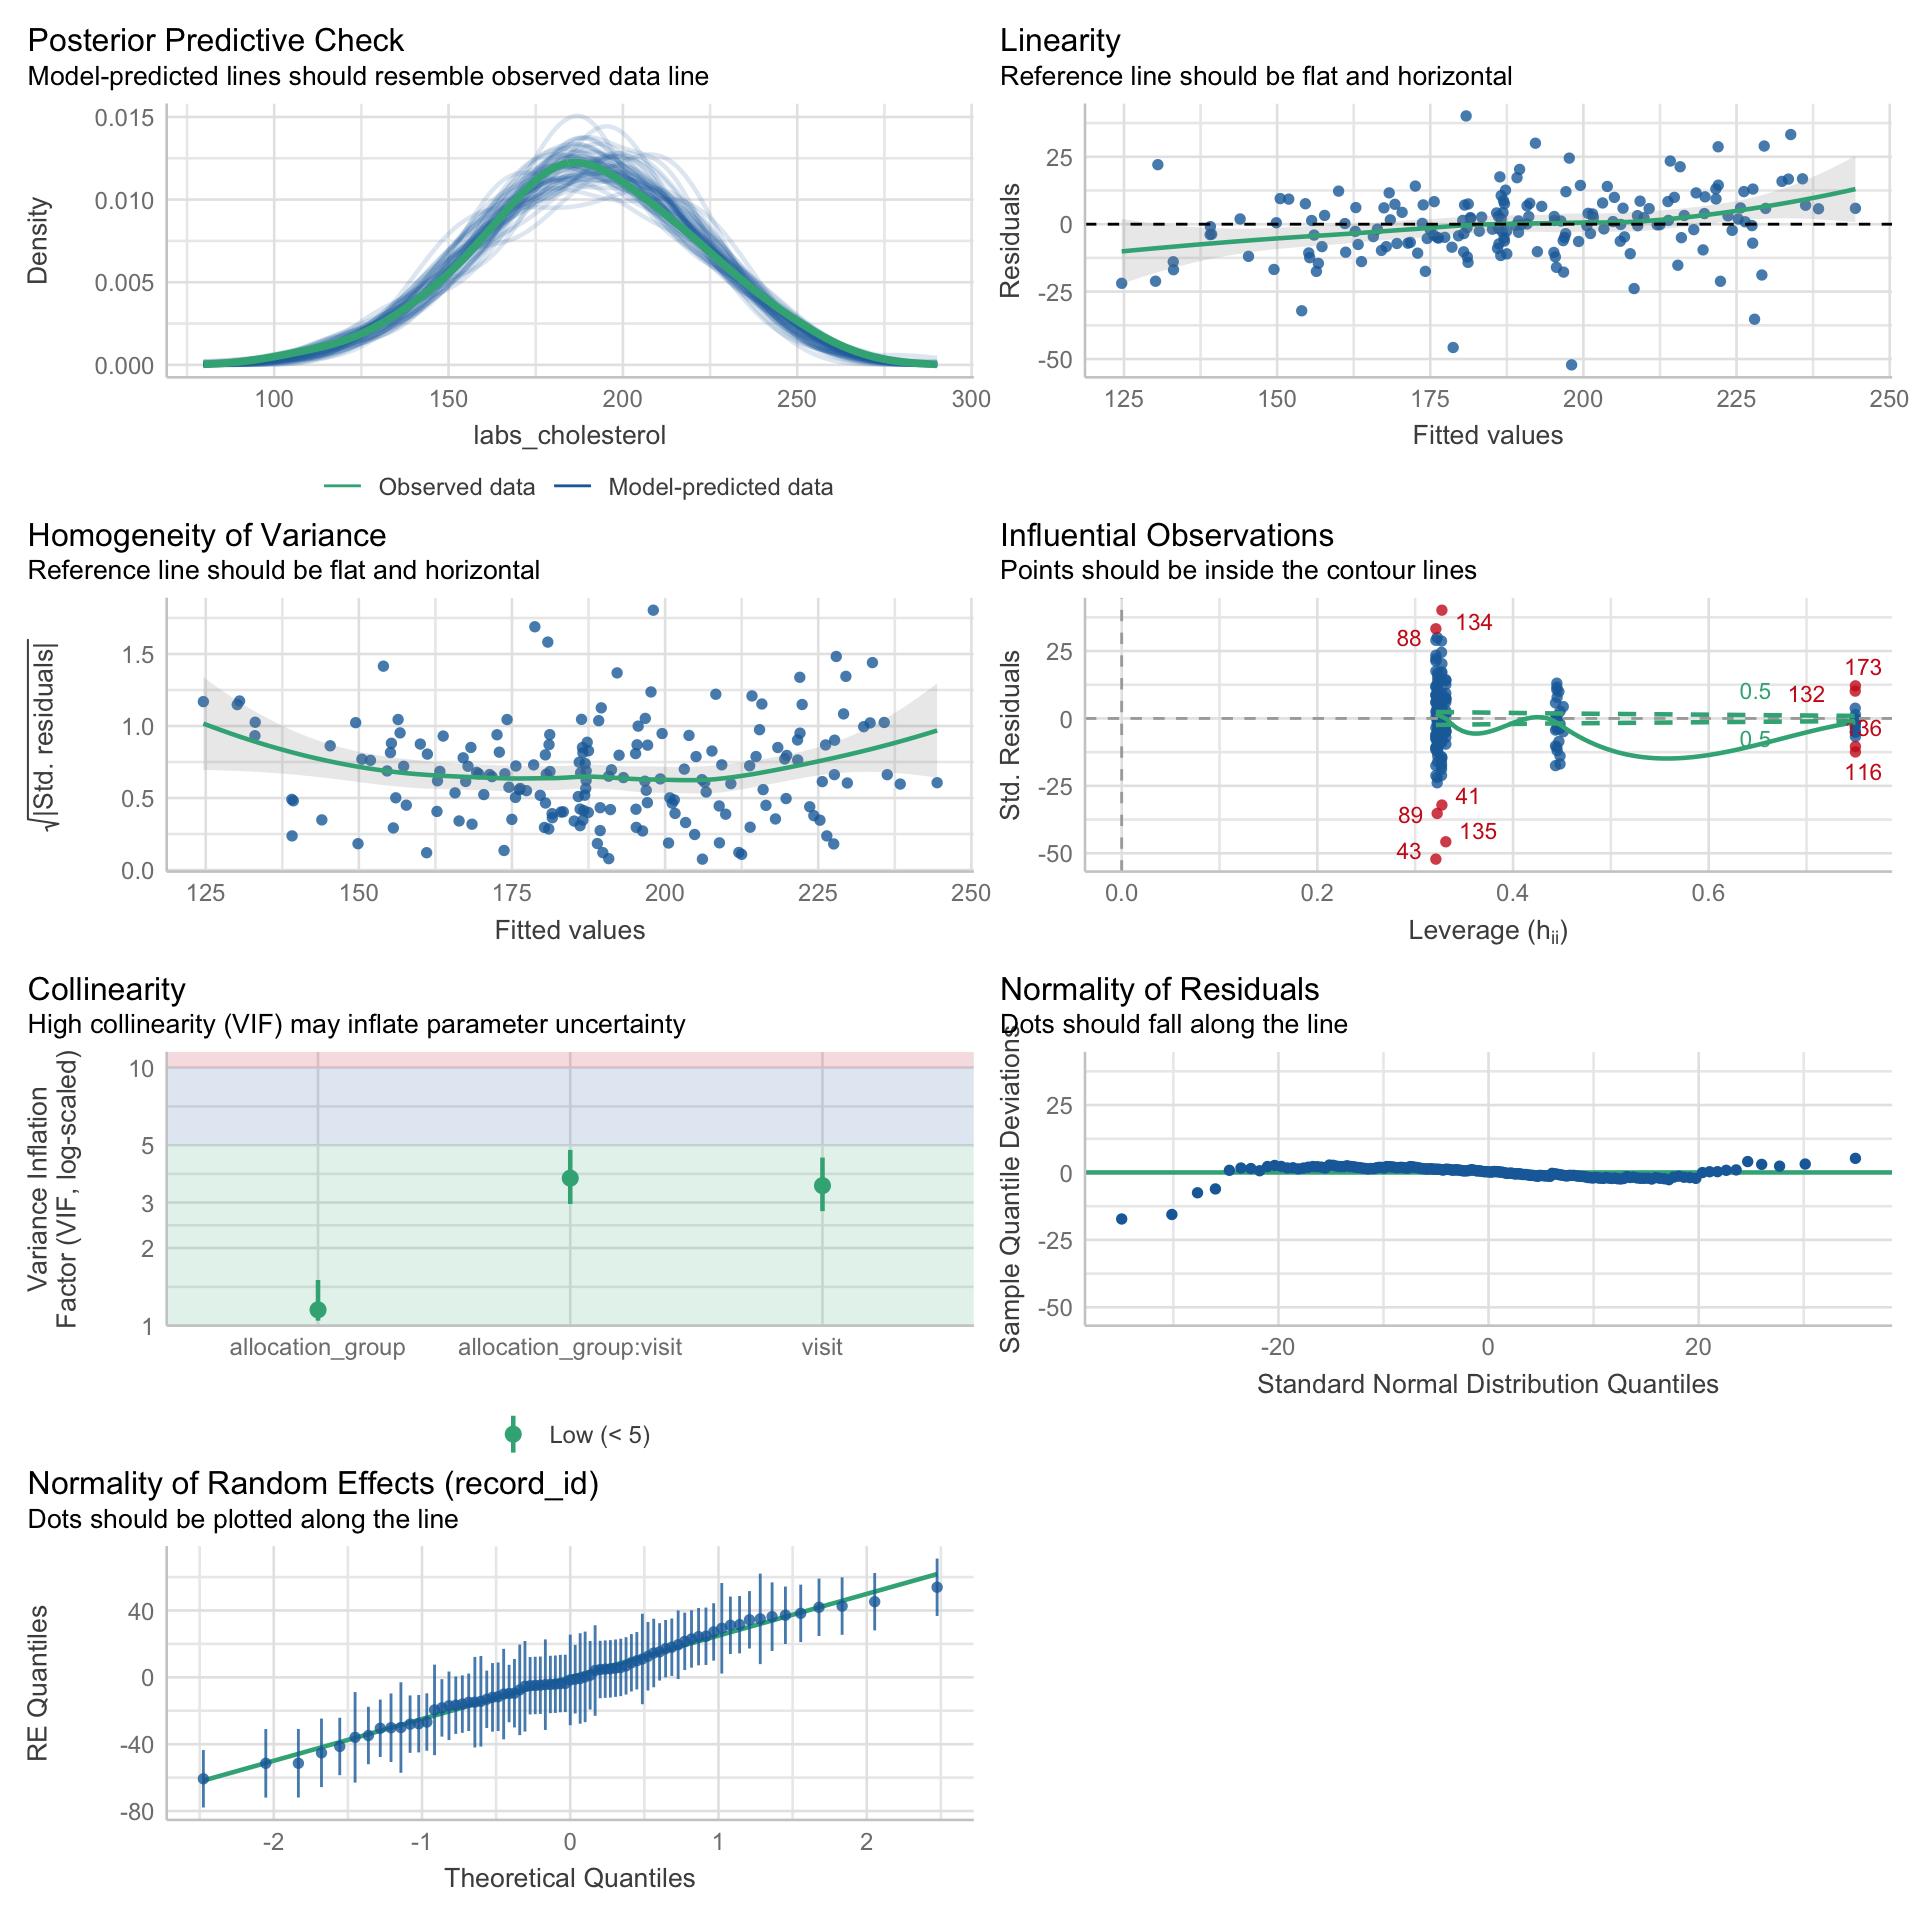 Posterior Predictive Check
Model-predicted lines should resemble observed data line
Density
0.015
0.010
0.005
0.000
100 150 200 250 300
labs_cholesterol
Observed data Model-predicted data
Linearity
Reference line should be flat and horizontal
Residuals
25
0
-25
-50
125 150 175 200 225 250
Fitted values
Homogeneity of Variance
Reference line should be flat and horizontal
√|Std. residuals|
1.5
1.0
0.5
0.0
125 150 175 200 225 250
Fitted values
Influential Observations
Points should be inside the contour lines
Std. Residuals
25
0
-25
-50
134
88
173
0.5
132
136
0.5
116
41
89
135
43
0.0 0.2 0.4 0.6
Leverage (hii)
Collinearity
High collinearity (VIF) may inflate parameter uncertainty
Variance Inflation
Factor (VIF, log-scaled)
10
5
3
2
1
allocation_group allocation_group:visit visit
Low (< 5)
Normality of Residuals
Dots should fall along the line
Sample Quantile Deviations
25
0
-25
-50
-20 0 20
Standard Normal Distribution Quantiles
Normality of Random Effects (record_id)
Dots should be plotted along the line
RE Quantiles
40
0
-40
-80
-2 -1 0 1 2
Theoretical Quantiles